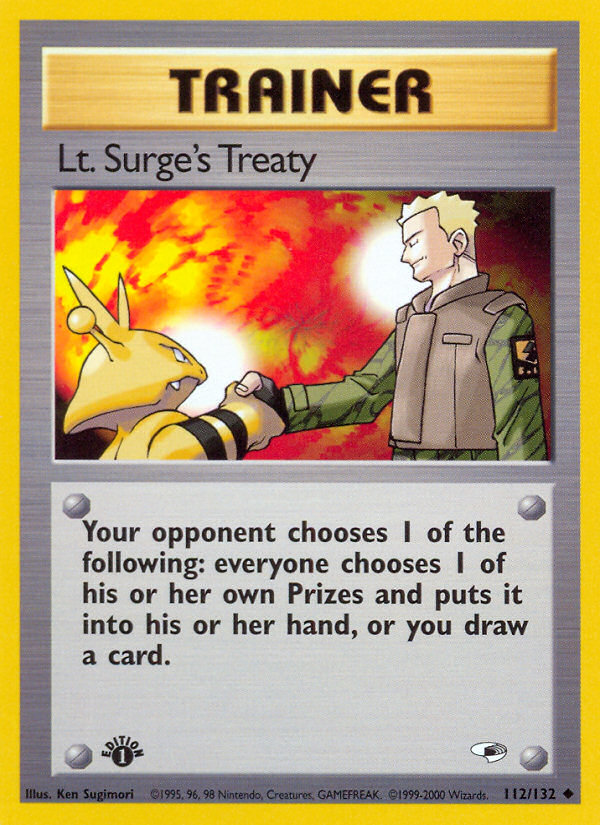 TRAINER
Lt. Surge's Treaty
Your opponent chooses 1 of the
following: everyone chooses 1 of
his or her own Prizes and puts it
into his or her hand, or you draw
a card.
EDITION
1
Illus. Ken Sugimori ©1995, 96, 98 Nintendo, Creatures, GAMEFREAK. ©1999-2000 Wizards. 112/132 ◆